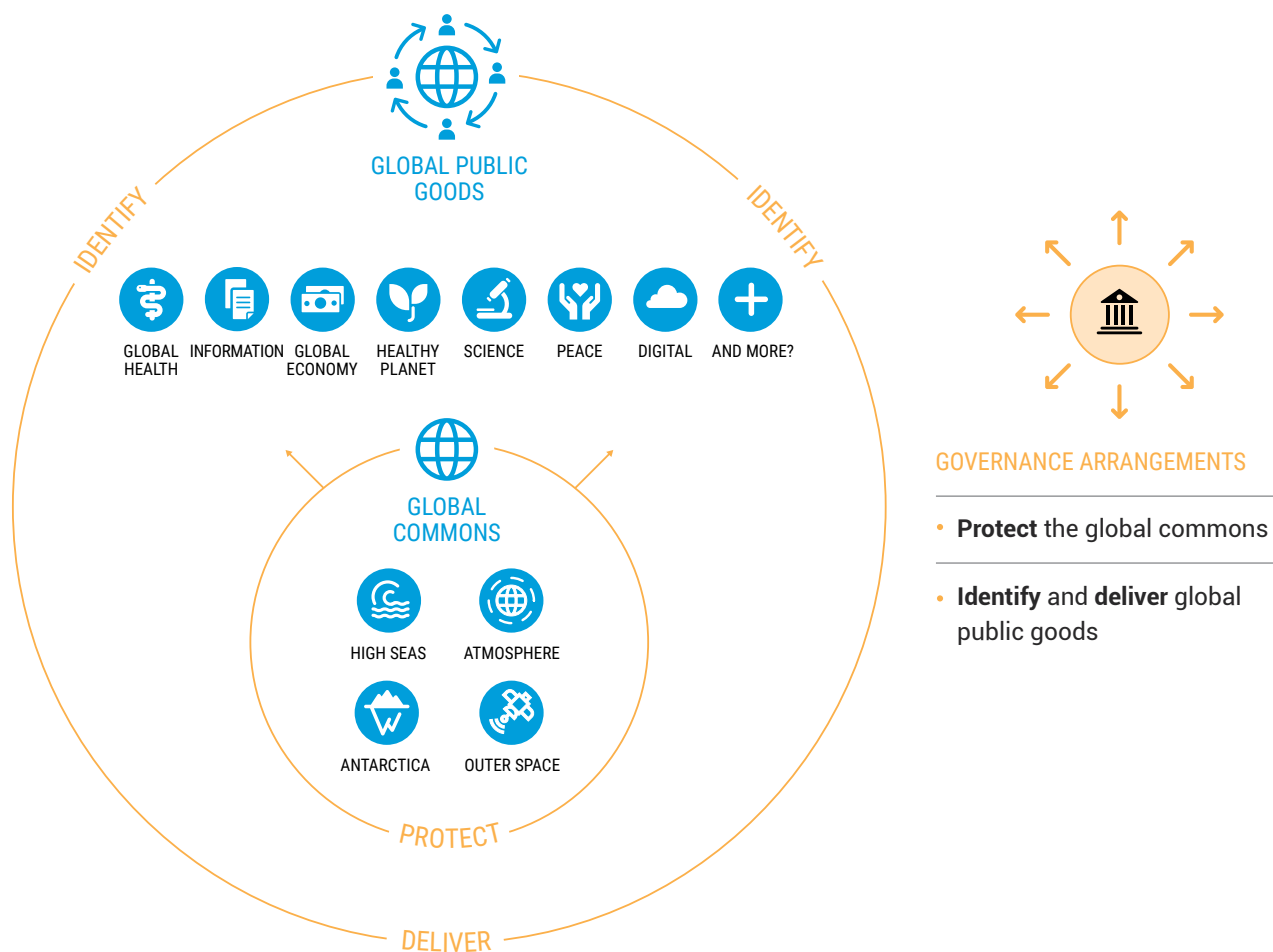 GLOBAL PUBLIC
GOODS
IDENTIFY
IDENTIFY
GLOBAL
HEALTH
INFORMATION
GLOBAL
ECONOMY
HEALTHY
PLANET
SCIENCE
PEACE
DIGITAL
AND MORE?
GLOBAL
COMMONS
HIGH SEAS
ATMOSPHERE
ANTARCTICA
OUTER SPACE
PROTECT
DELIVER
GOVERNANCE ARRANGEMENTS
• Protect the global commons
• Identify and deliver global
public goods